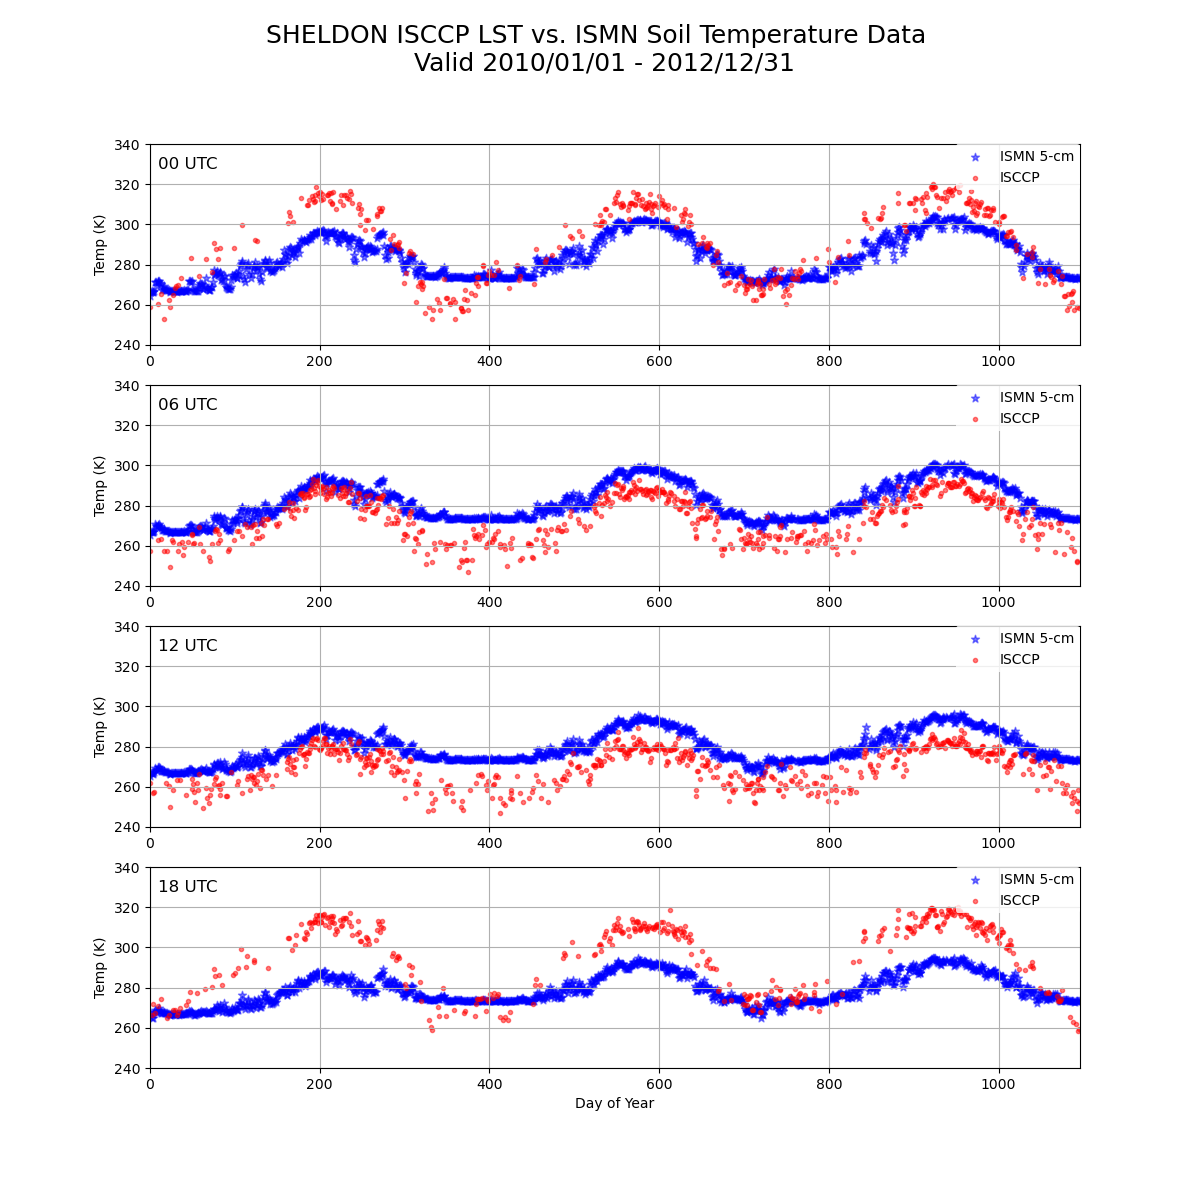 SHELDON ISCCP LST vs. ISMN Soil Temperature Data
Valid 2010/01/01 - 2012/12/31
340
320
300
280
260
240
Temp (K)
00 UTC
ISMN 5-cm
ISCCP
0 200 400 600 800 1000
340
320
300
280
260
240
Temp (K)
06 UTC
ISMN 5-cm
ISCCP
0 200 400 600 800 1000
340
320
300
280
260
240
Temp (K)
12 UTC
ISMN 5-cm
ISCCP
0 200 400 600 800 1000
340
320
300
280
260
240
Temp (K)
18 UTC
ISMN 5-cm
ISCCP
0 200 400 600 800 1000
Day of Year